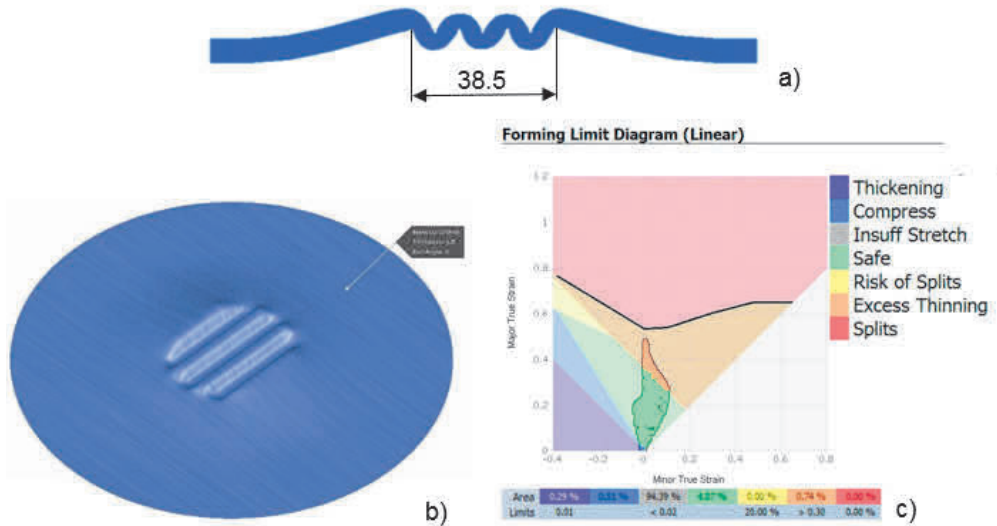 38.5
a)
Forming Limit Diagram (Linear)
1.2
1
0.8
0.6
0.4
0.2
0
-0.4
-0.2
0
0.2
0.4
0.6
0.8
Major True Strain
Minor True Strain
Thickening
Compress
Insuff Stretch
Safe
Risk of Splits
Excess Thinning
Splits
Area 0.29 % 94.39 % 4.07 % 0.00 % 0.74 % 0.00 %
Limits 0.01 < 0.02 20.00 % > 0.30 0.00 %
b)
c)